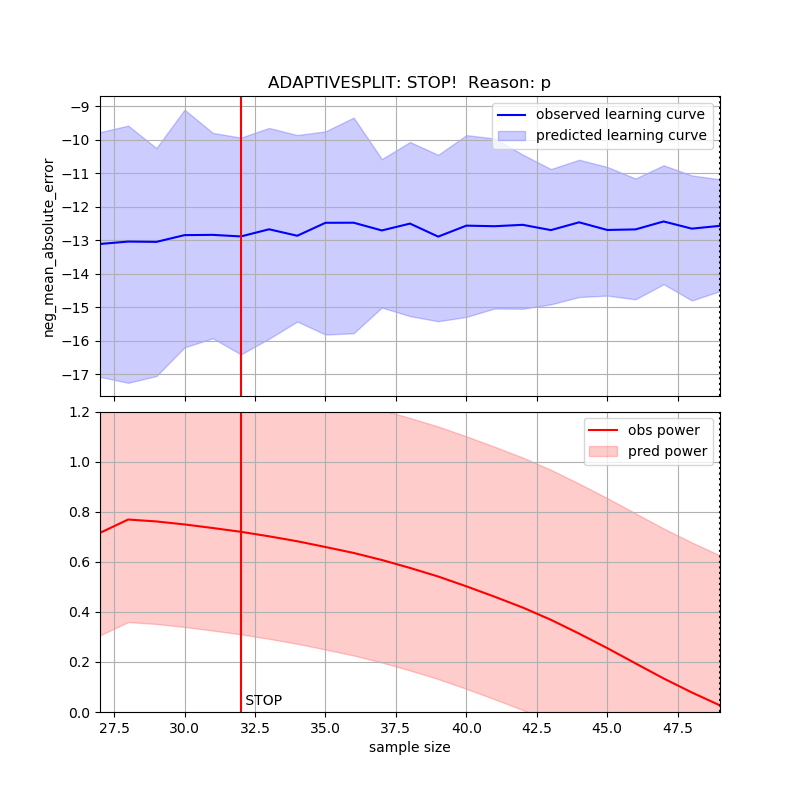 ADAPTIVESPLIT: STOP!  Reason: p
neg_mean_absolute_error
−9
−10
−11
−12
−13
−14
−15
−16
−17
observed learning curve
predicted learning curve
1.2
1.0
0.8
0.6
0.4
0.2
0.0
obs power
pred power
STOP
27.5 30.0 32.5 35.0 37.5 40.0 42.5 45.0 47.5
sample size